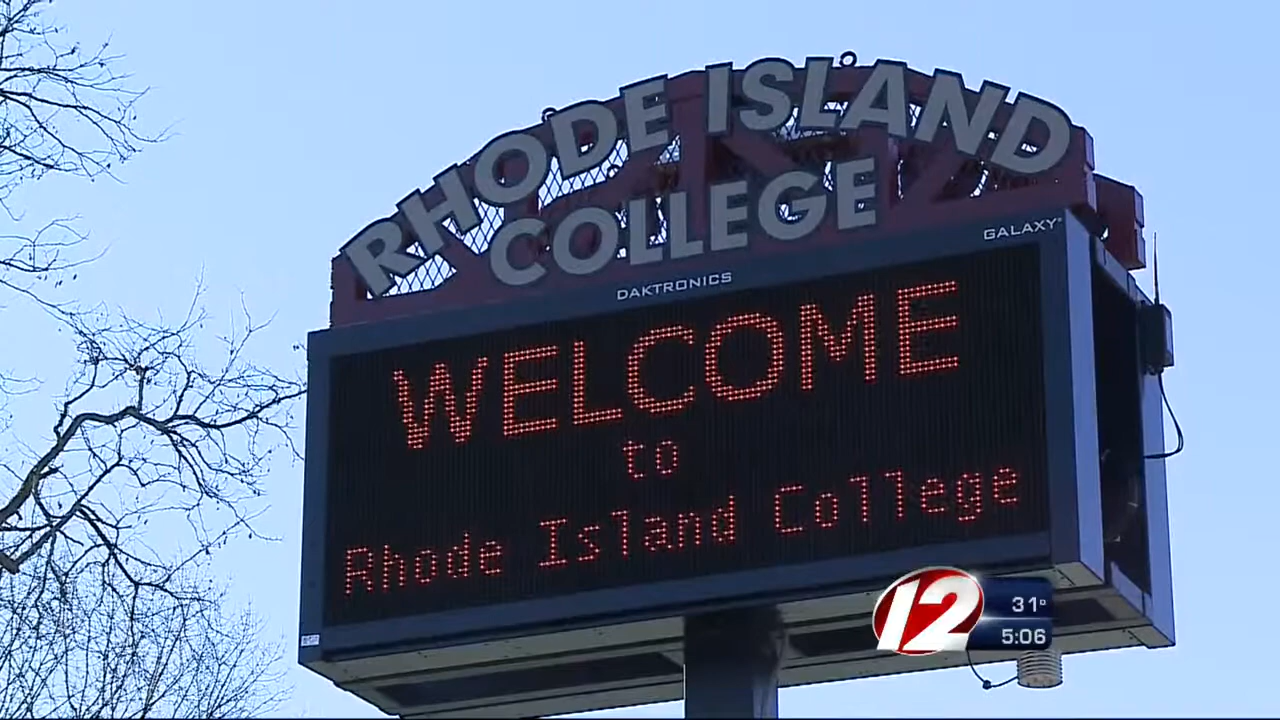 RHODE ISLAND
COLLEGE
GALAXY
DAKTRONICS
WELCOME
to
Rhode Island College
12
31°
5:06